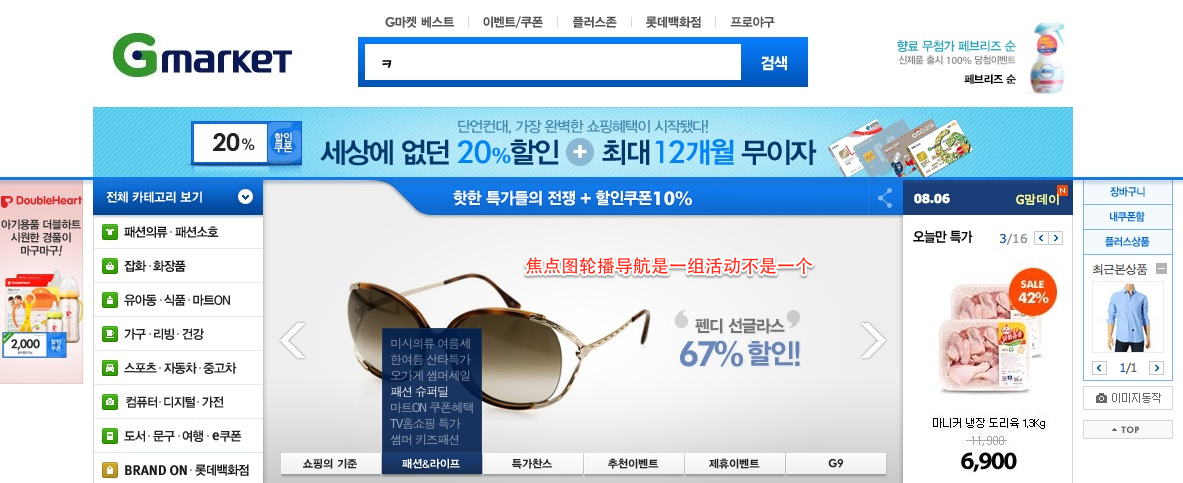 G마켓 베스트 이벤트/쿠폰 플러스존 롯데백화점 프로야구
Gmarket
ㅋ 검색
향료 무첨가 페브리즈 순
신제품 출시 100% 당첨이벤트
페브리즈 순
20% 할인쿠폰
단언컨대, 가장 완벽한 쇼핑혜택이 시작됐다!
세상에 없던 20%할인 + 최대12개월 무이자
DoubleHeart
아기용품 더블하트
시원한 경품이
마구마구!
2,000 할인쿠폰
전체 카테고리 보기
패션의류·패션소호
잡화·화장품
유아동·식품·마트ON
가구·리빙·건강
스포츠·자동차·중고차
컴퓨터·디지털·가전
도서·문구·여행·e쿠폰
BRAND ON·롯데백화점
핫한 특가들의 전쟁 + 할인쿠폰10%
焦点图轮播导航是一组活动不是一个
펜디 선글라스
67% 할인!
미시의류 여름세
한여름 산타특가
오가게 썸머세일
패션 슈퍼딜
마트ON 쿠폰혜택
TV홈쇼핑 특가
썸머 키즈패션
쇼핑의 기준 패션&라이프 특가찬스 추천이벤트 제휴이벤트 G9
08.06 G맘데이 N
오늘만 특가 3/16
SALE
42%
마니커 냉장 도리육 1.3Kg
11,900
6,900
장바구니
내쿠폰함
플러스상품
최근본상품
1/1
이미지동작
TOP